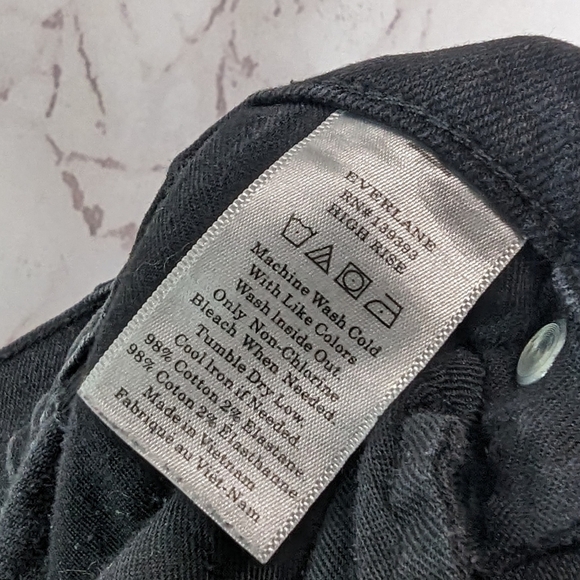 EVERLANE
RN# 139393
HIGH RISE
Machine Wash Cold
With Like Colors
Wash Inside Out.
Only Non-Chlorine
Bleach When Needed.
Tumble Dry Low.
Cool Iron,if Needed
98% Cotton 2% Elastane
98% Coton 2% Elasthanne
Made in Vietnam
Fabriqué au Viet-Nam